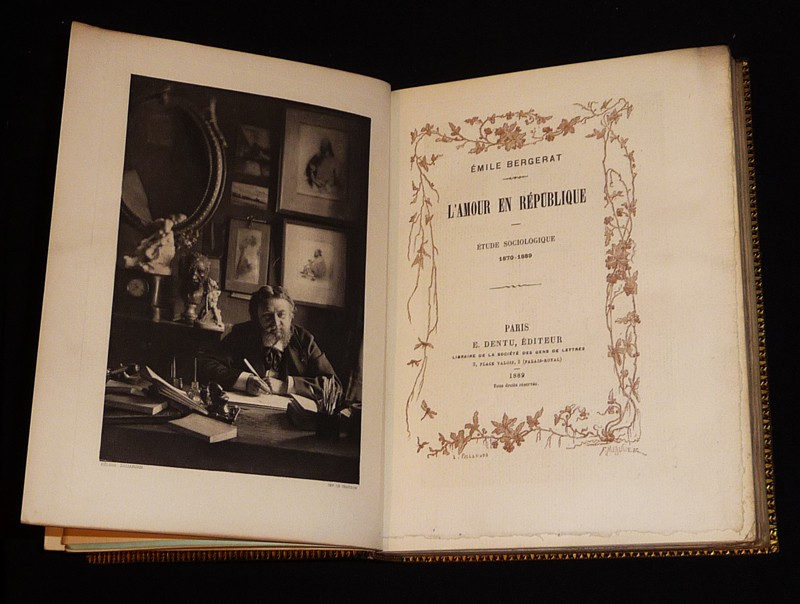 ÉMILE BERGERAT
L'AMOUR EN RÉPUBLIQUE
ÉTUDE SOCIOLOGIQUE
1870-1889
PARIS
E. DENTU, ÉDITEUR
LIBRAIRE DE LA SOCIÉTÉ DES GENS DE LETTRES
3, PLACE VALOIS, 3 (PALAIS-ROYAL)
1889
Tous droits réservés.